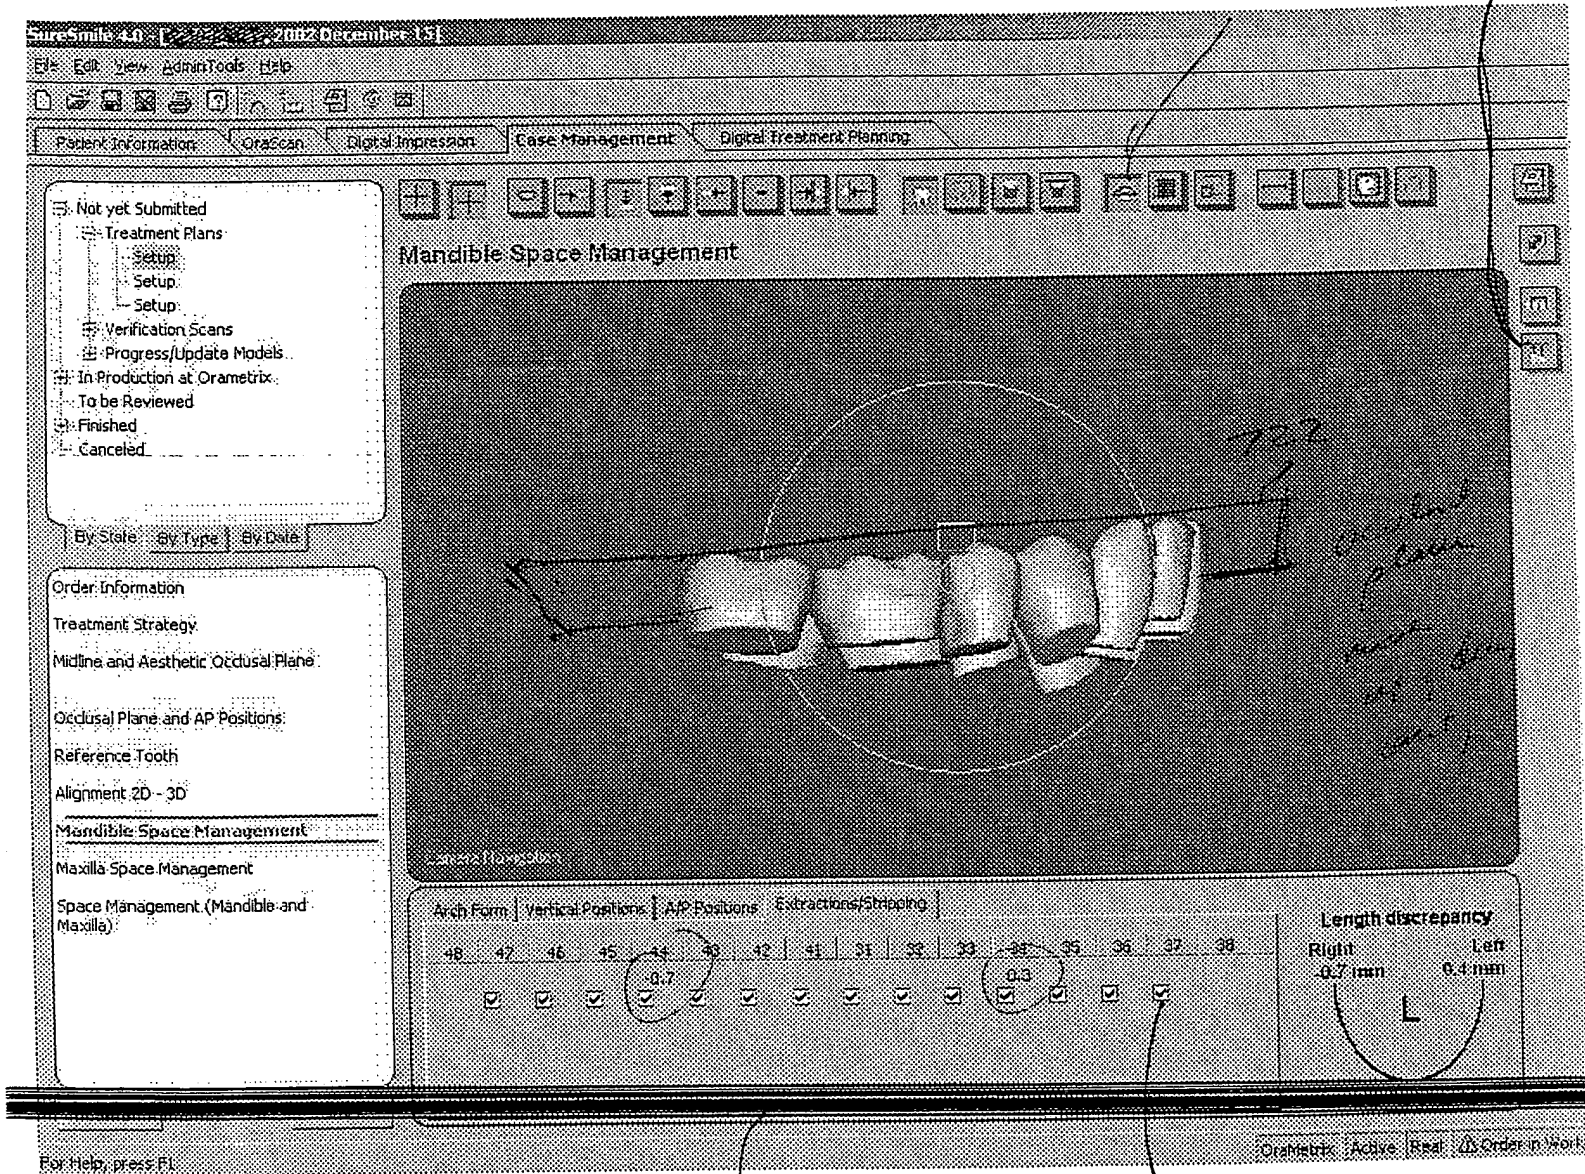 SureSmile 4.0 - [ 2002 December 15]
File Edit View AdminTools Help
Patient Information OraScan Digital Impression Case Management Digital Treatment Planning
Not yet Submitted
Treatment Plans
Setup
Setup
Setup
Verification Scans
Progress/Update Models
In Production at Orametrix
To be Reviewed
Finished
Canceled
By State By Type By Date
Order Information
Treatment Strategy
Midline and Aesthetic Occlusal Plane
Occlusal Plane and AP Positions
Reference Tooth
Alignment 2D - 3D
Mandible Space Management
Maxilla Space Management
Space Management (Mandible and
Maxilla)
Mandible Space Management
Arch Form Vertical Positions A/P Positions Extractions/Stripping
48 47 46 45 44 43 42 41 31 32 33 34 35 36 37 38
-0.7 -0.3
Length discrepancy
Right Left
-0.7 mm 0.4 mm
L
For Help, press F1
OraMetrix Active Real Order in Work